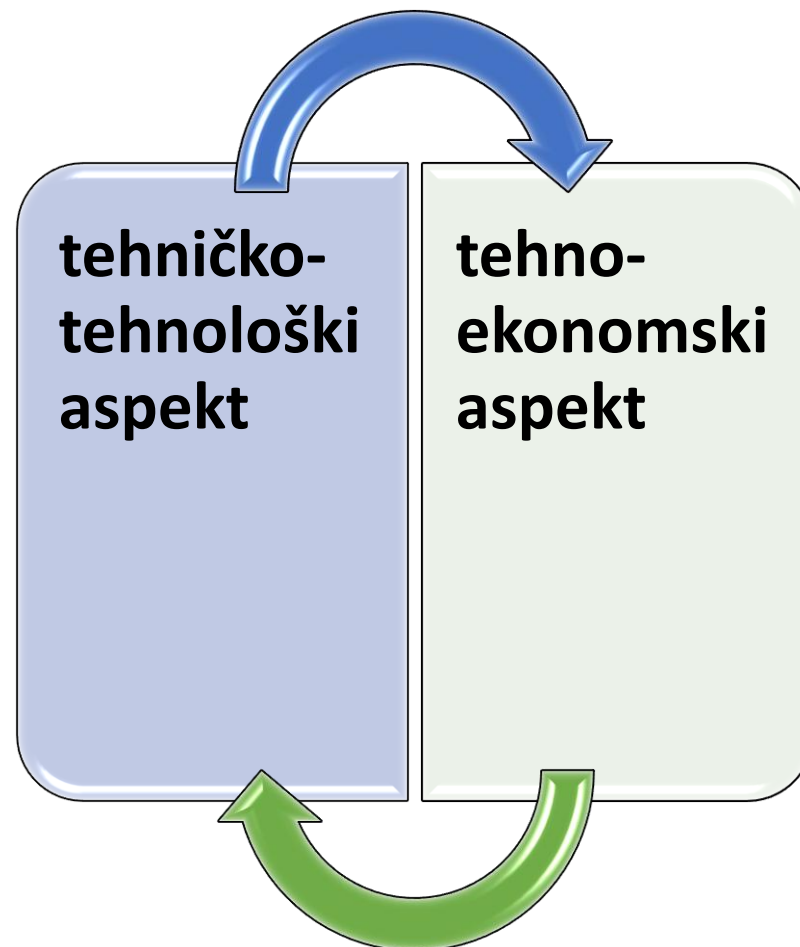 tehničko-
tehnološki
aspekt
tehno-
ekonomski
aspekt